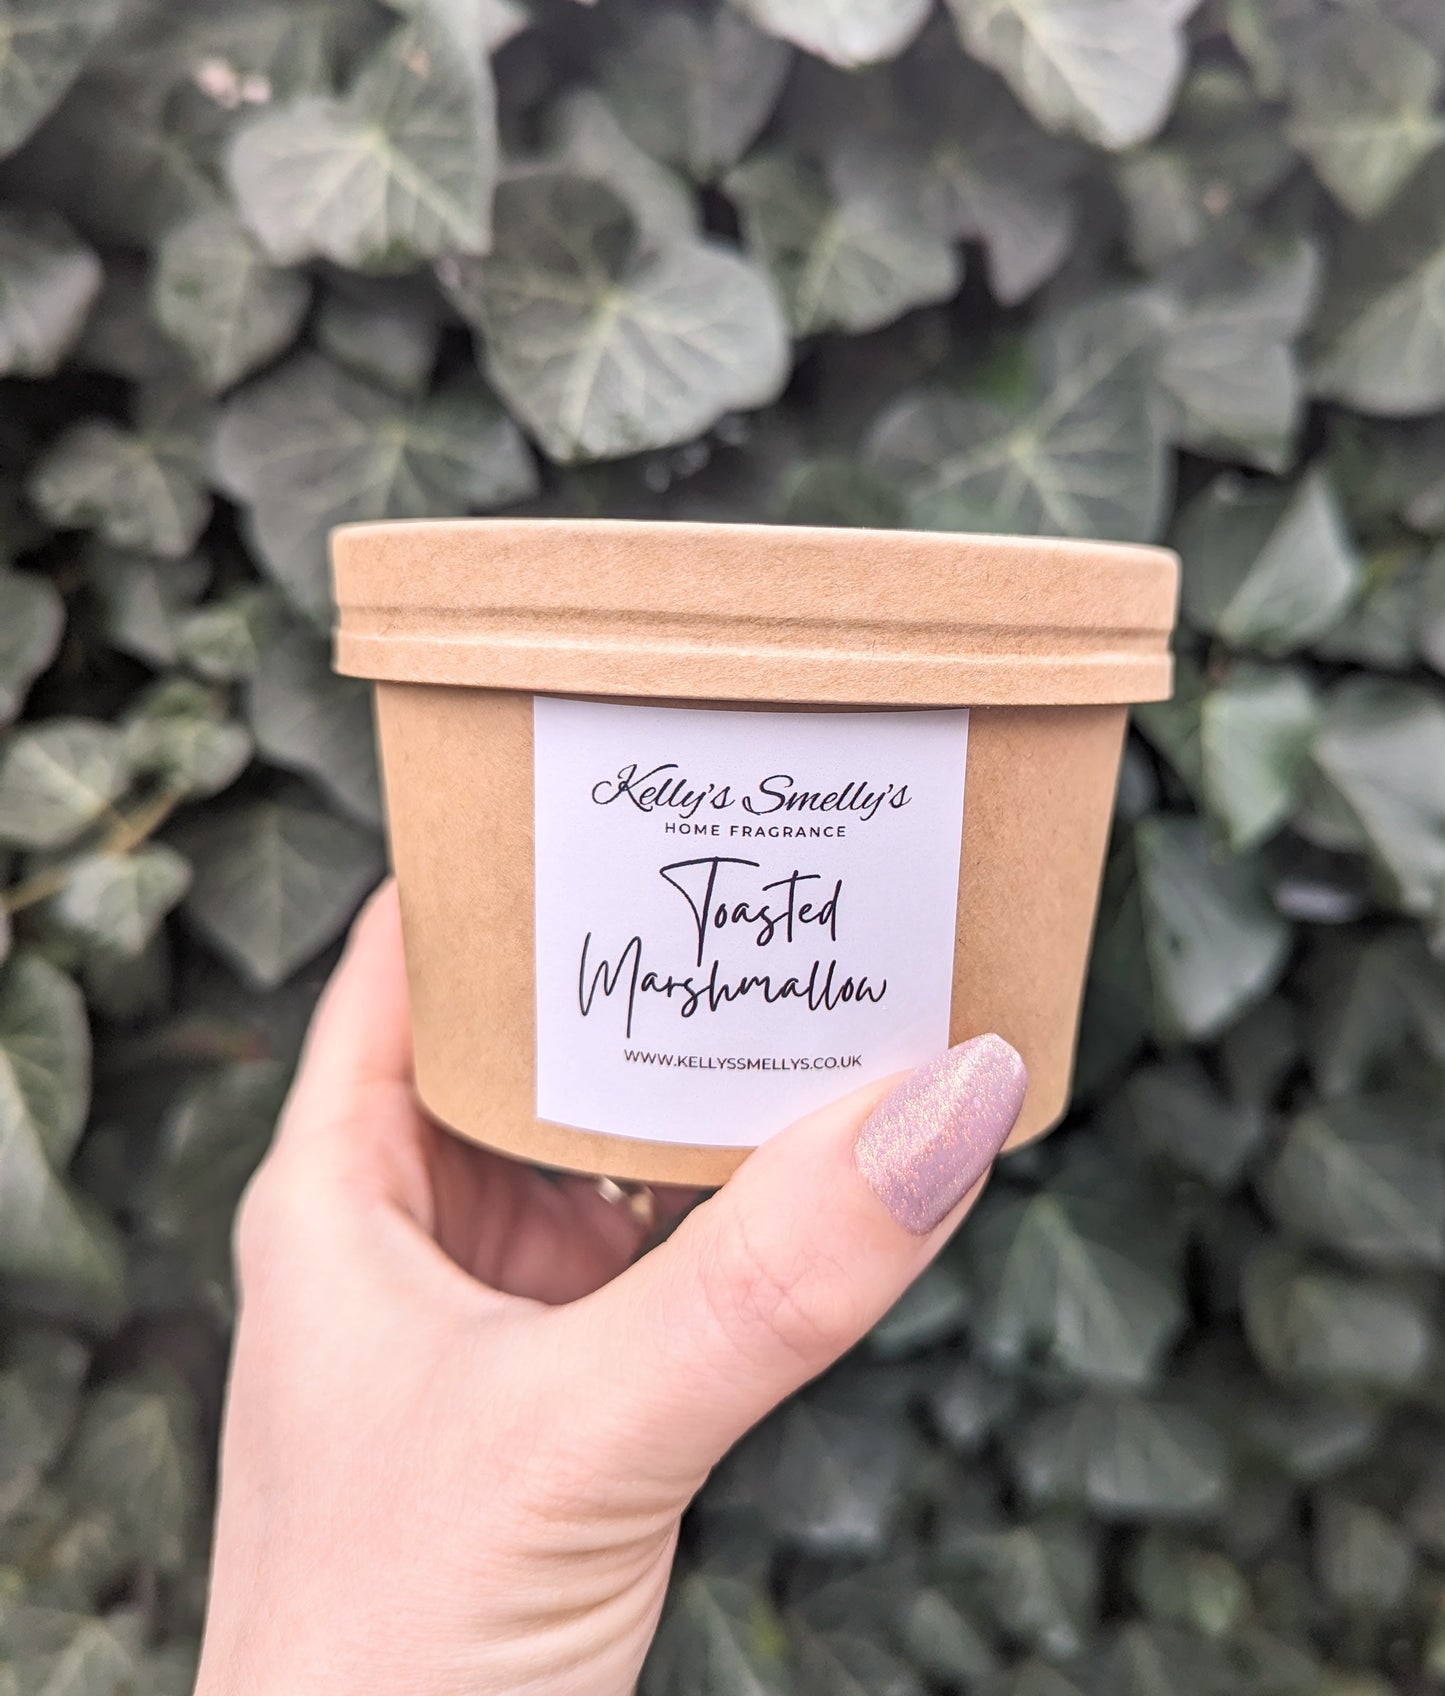 Kelly's Smelly's
HOME FRAGRANCE
Toasted
Marshmallow
WWW.KELLYSSMELLYS.CO.UK